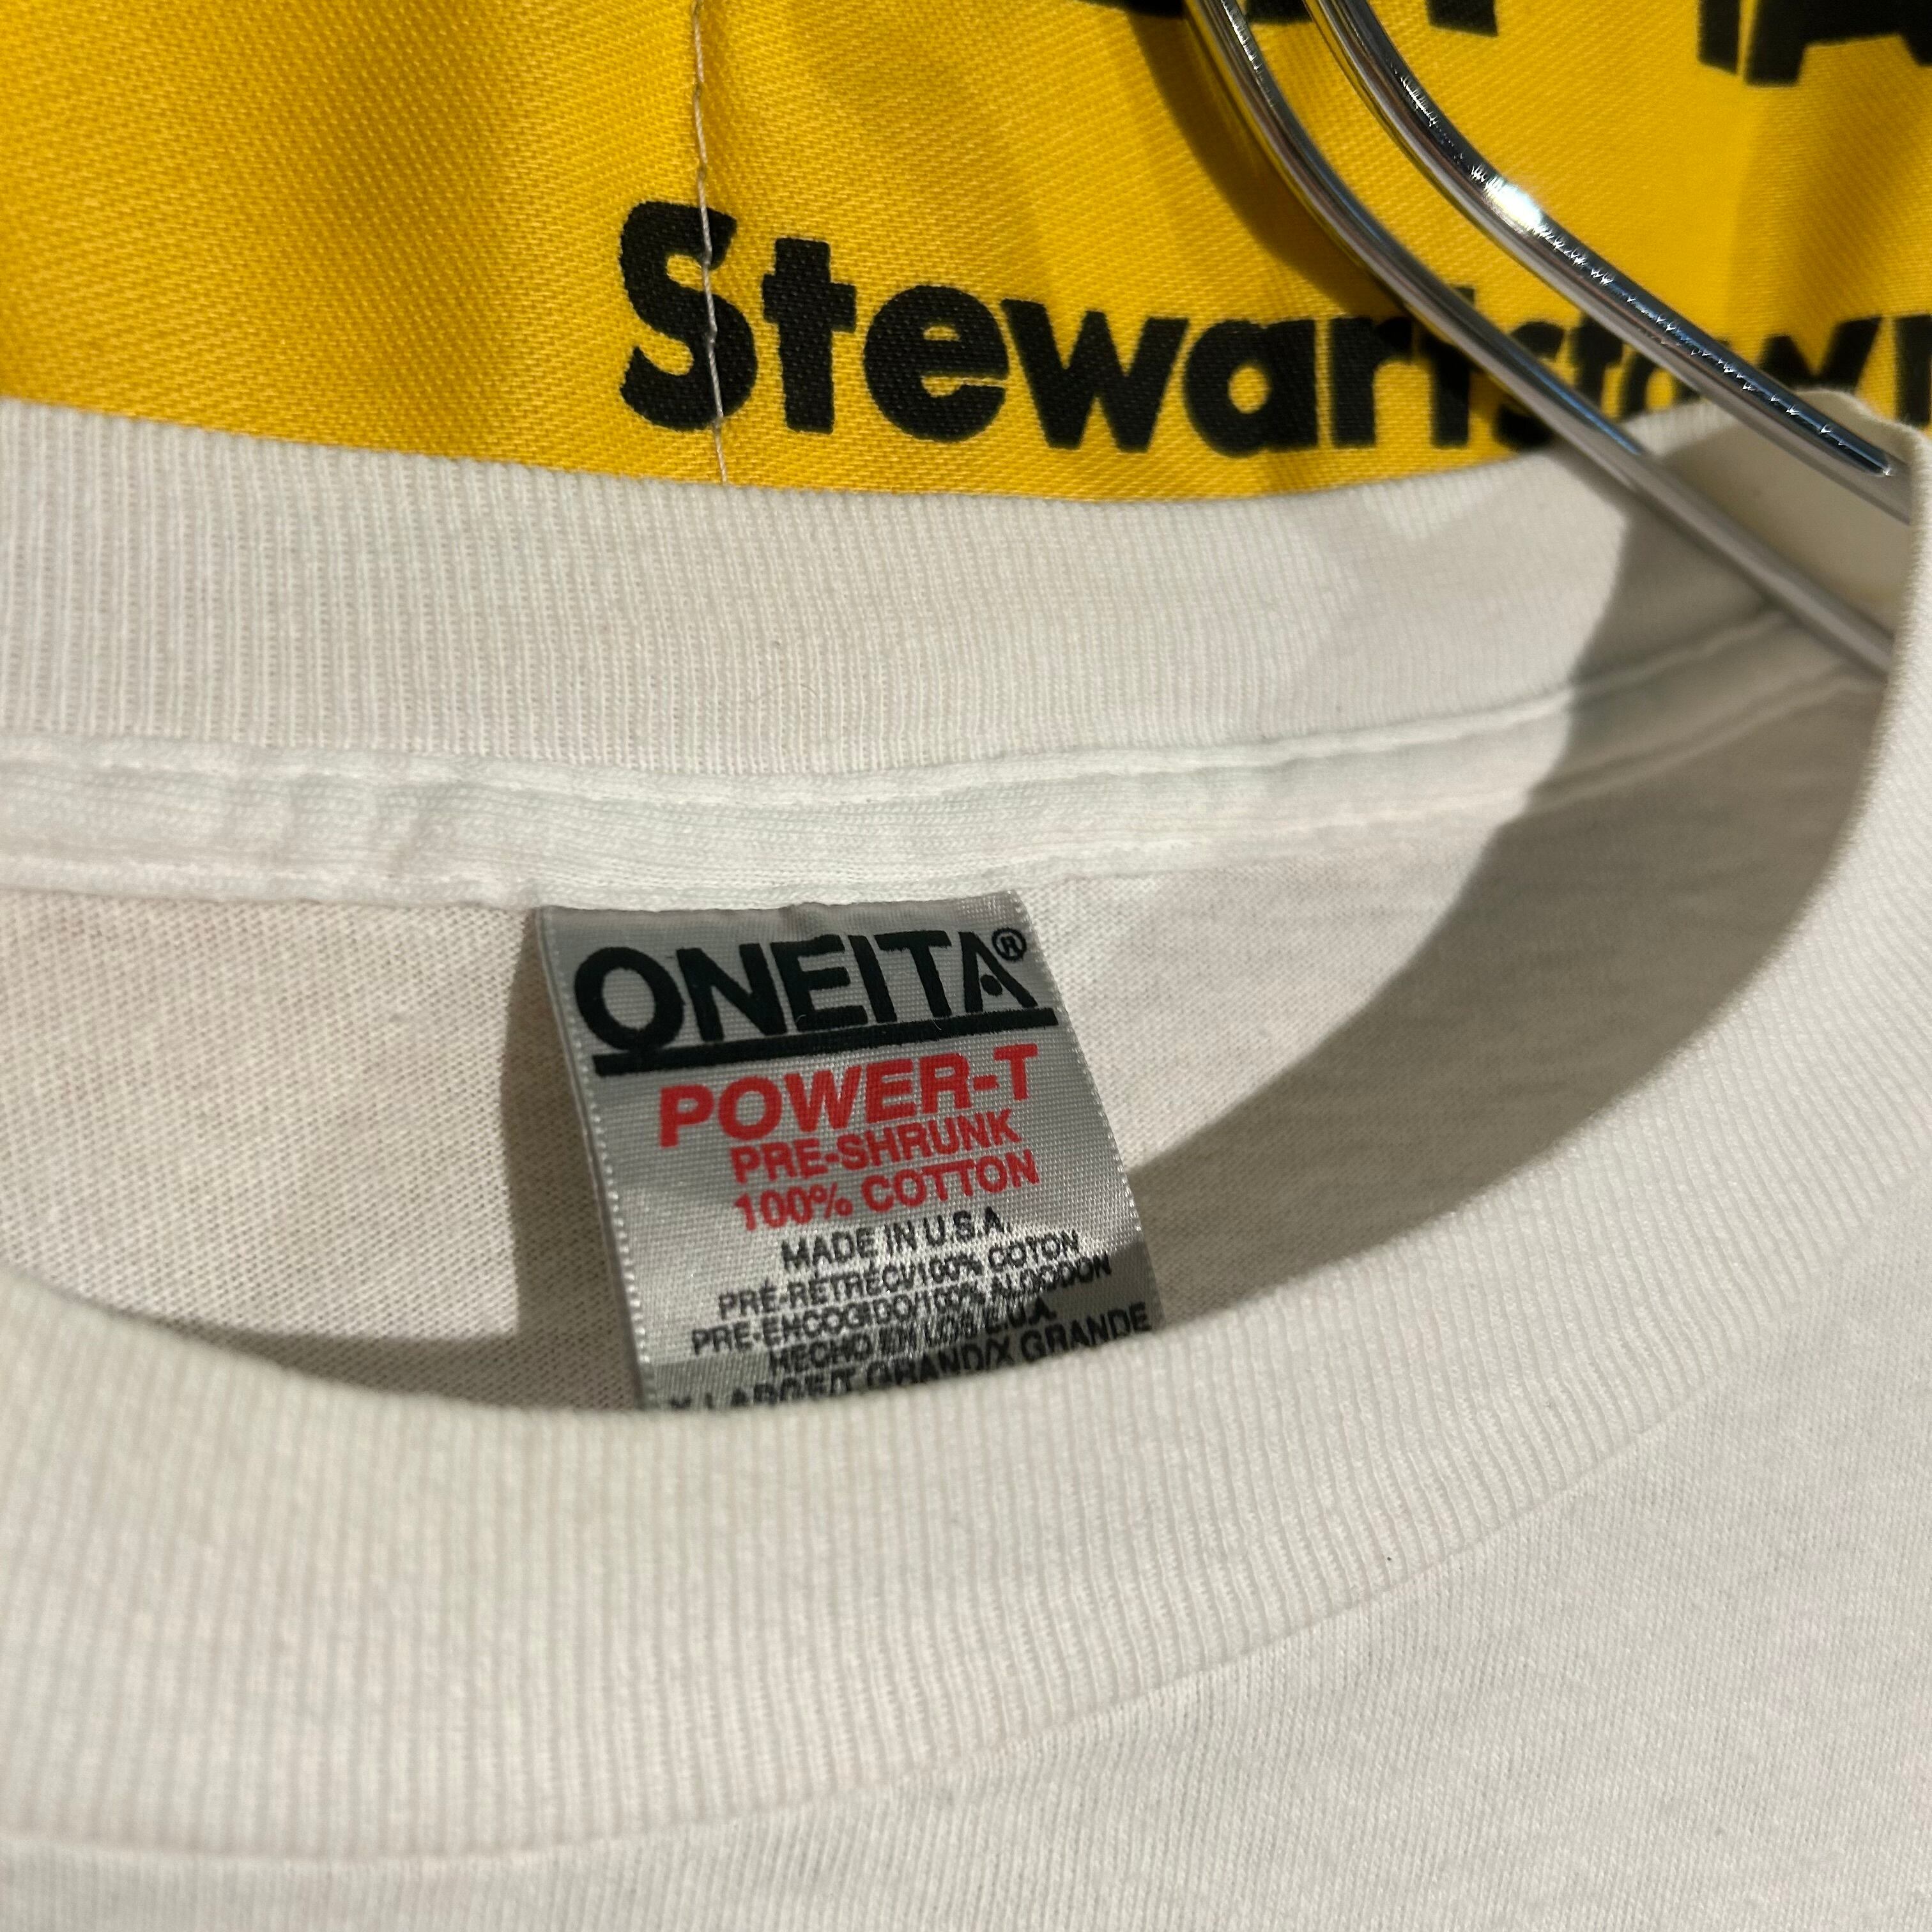 Stewartstown
ONEITA®
POWER-T
PRE-SHRUNK
100% COTTON
MADE IN U.S.A.
PRÉ-RÉTRÉCI/100% COTON
PRE-ENCOGIDO/100% ALGODON
HECHO EN LOS E.U.A.
X LARGE/T GRAND/X GRANDE